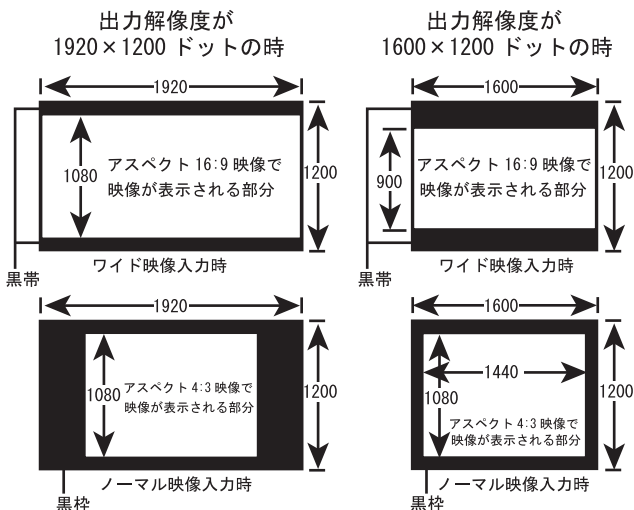 出力解像度が
1920×1200 ドットの時
1920
1080
アスペクト 16:9 映像で
映像が表示される部分
1200
黒帯
ワイド映像入力時
1920
1080
アスペクト 4:3 映像で
映像が表示される部分
1200
ノーマル映像入力時
黒枠
出力解像度が
1600×1200 ドットの時
1600
アスペクト 16:9 映像で
映像が表示される部分
900
1200
黒帯
ワイド映像入力時
1600
1440
1080
アスペクト 4:3 映像で
映像が表示される部分
1200
ノーマル映像入力時
黒枠